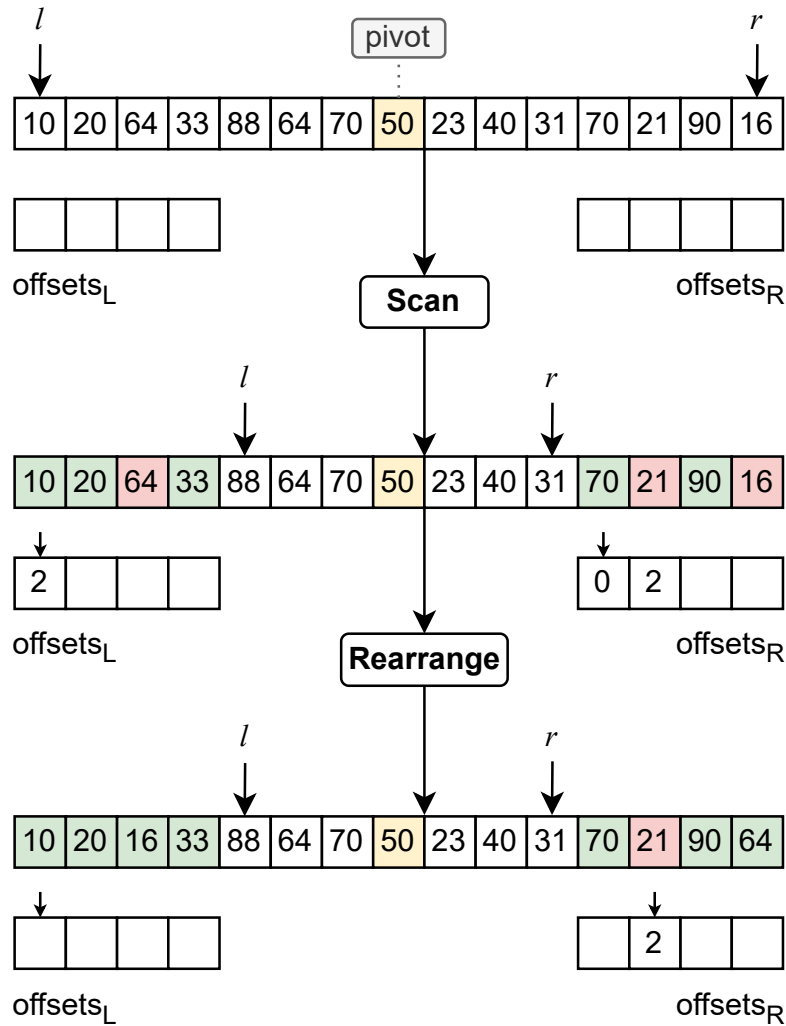 l pivot r
10 20 64 33 88 64 70 50 23 40 31 70 21 90 16
offsetsL offsetsR
Scan
l r
10 20 64 33 88 64 70 50 23 40 31 70 21 90 16
2 0 2
offsetsL offsetsR
Rearrange
l r
10 20 16 33 88 64 70 50 23 40 31 70 21 90 64
2
offsetsL offsetsR